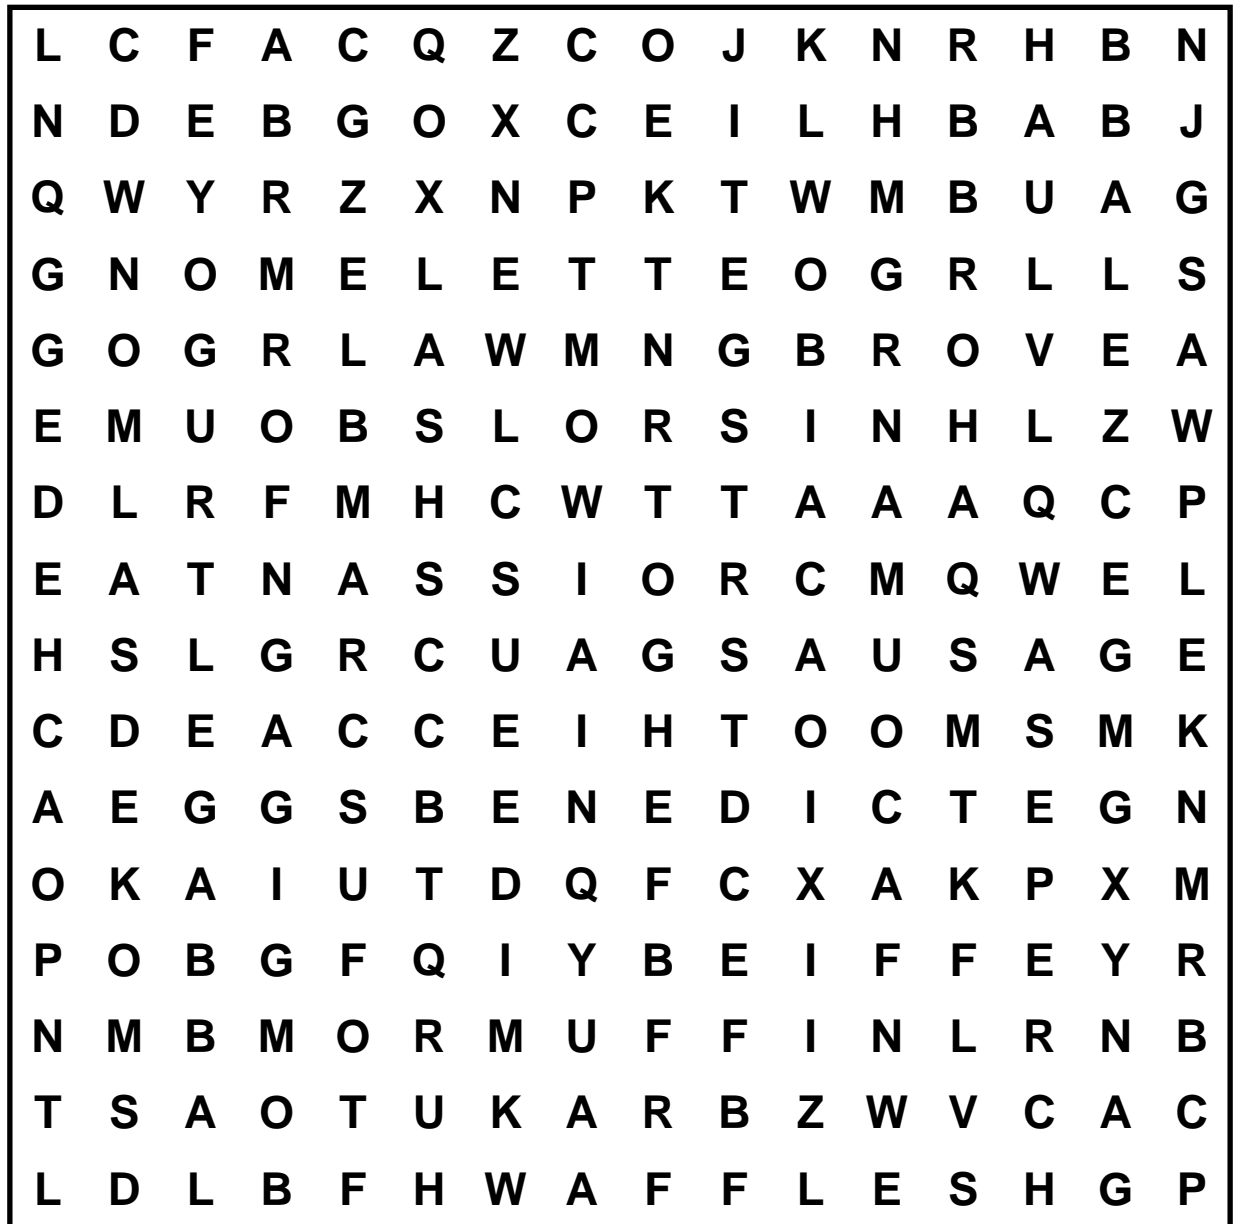 L C F A C Q Z C O J K N R H B N
N D E B G O X C E I L H B A B J
Q W Y R Z X N P K T W M B U A G
G N O M E L E T T E O G R L L S
G O G R L A W M N G B R O V E A
E M U O B S L O R S I N H L Z W
D L R F M H C W T T A A A Q C P
E A T N A S S I O R C M Q W E L
H S L G R C U A G S A U S A G E
C D E A C C E I H T O O M S M K
A E G G S B E N E D I C T E G N
O K A I U T D Q F C X A K P X M
P O B G F Q I Y B E I F F E Y R
N M B M O R M U F F I N L R N B
T S A O T U K A R B Z W V C A C
L D L B F H W A F F L E S H G P